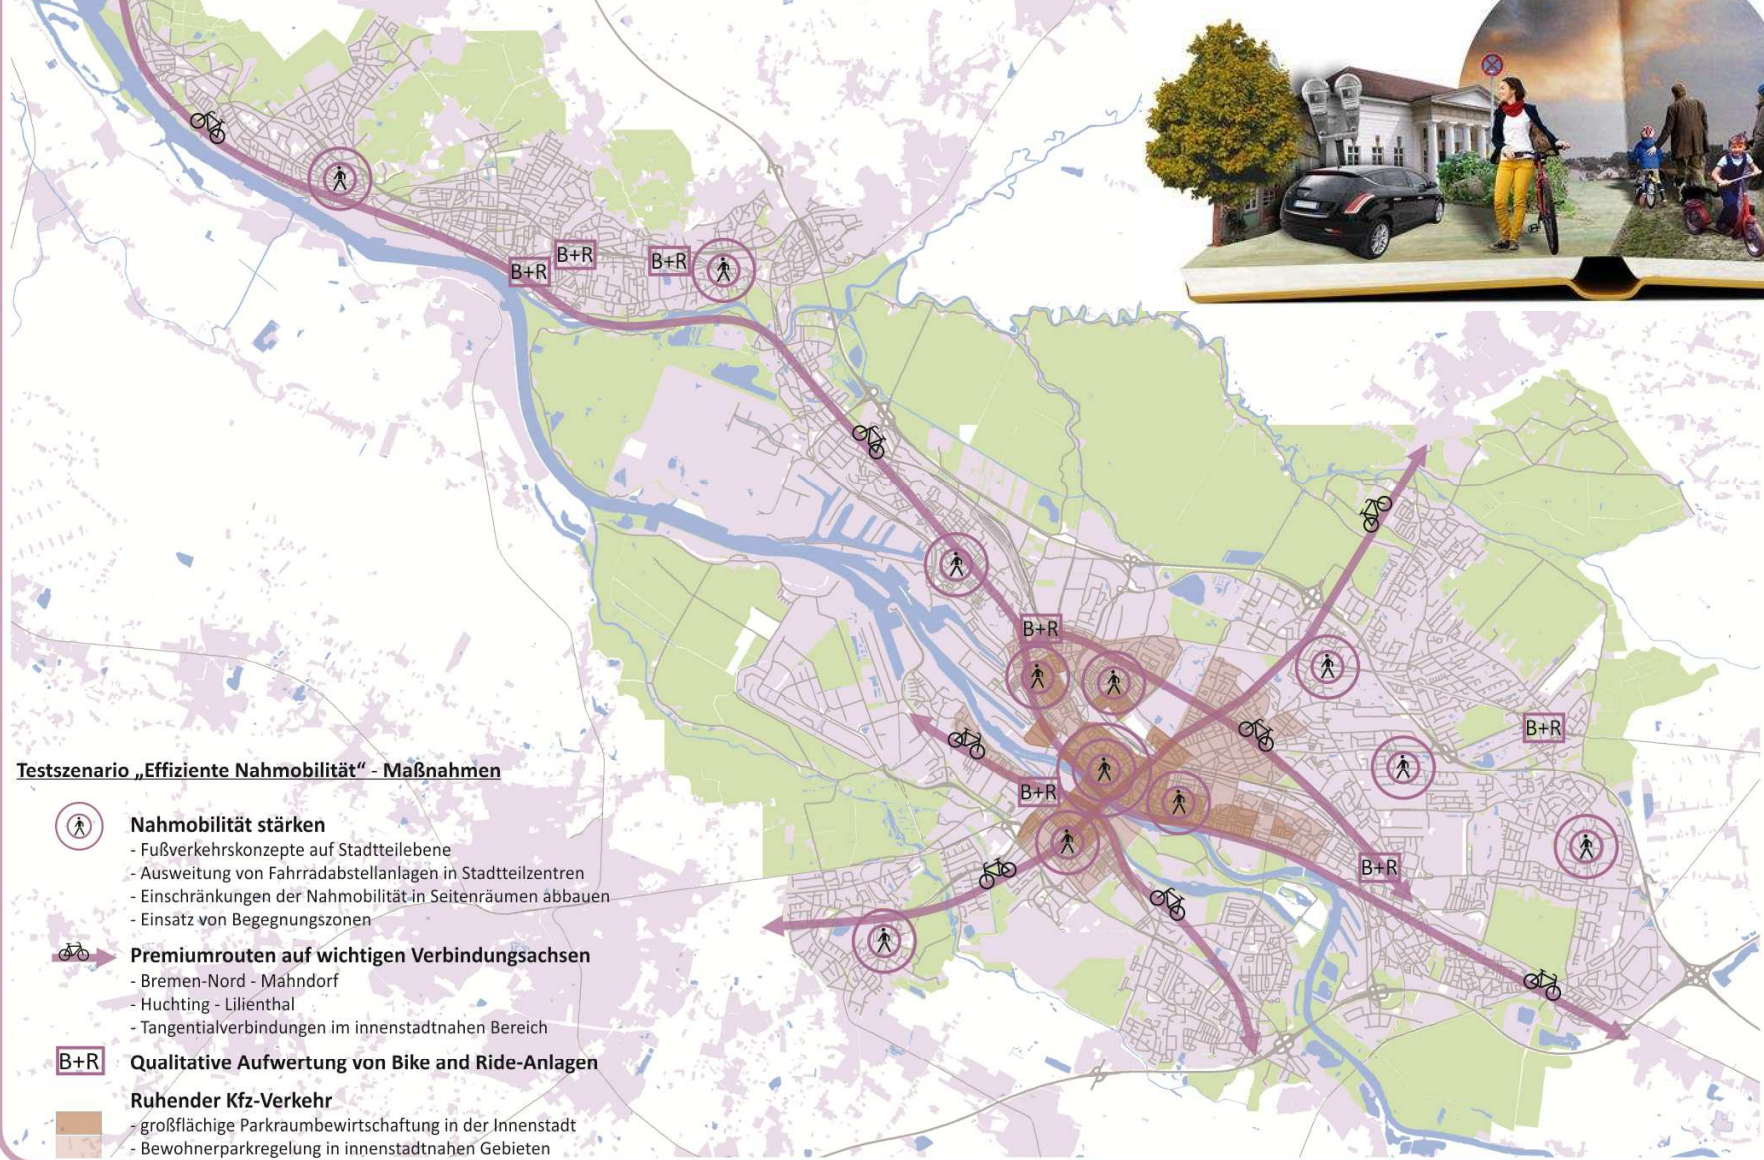 B+R
B+R
B+R
B+R
B+R
B+R
B+R
Testszenario „Effiziente Nahmobilität“ - Maßnahmen
Nahmobilität stärken
- Fußverkehrskonzepte auf Stadtteilebene
- Ausweitung von Fahrradabstellanlagen in Stadtteilzentren
- Einschränkungen der Nahmobilität in Seitenräumen abbauen
- Einsatz von Begegnungszonen
Premiumrouten auf wichtigen Verbindungsachsen
- Bremen-Nord - Mahndorf
- Huchting - Lilienthal
- Tangentialverbindungen im innenstadtnahen Bereich
B+R Qualitative Aufwertung von Bike and Ride-Anlagen
Ruhender Kfz-Verkehr
- großflächige Parkraumbewirtschaftung in der Innenstadt
- Bewohnerparkregelung in innenstadtnahen Gebieten